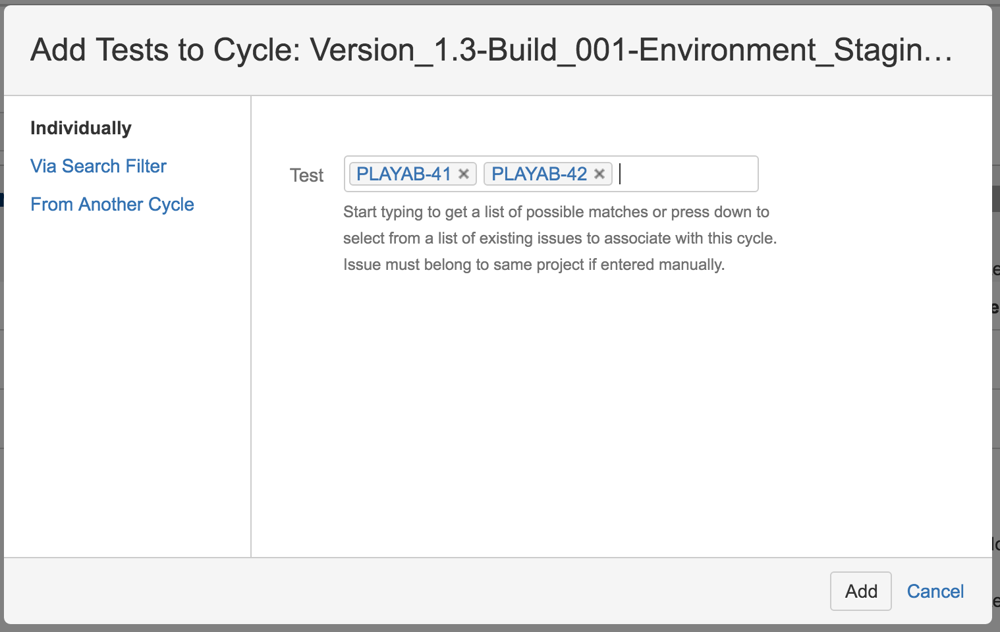 Add Tests to Cycle: Version_1.3-Build_001-Environment_Stagin…
Individually
Via Search Filter
From Another Cycle
Test
PLAYAB-41 × PLAYAB-42 ×
Start typing to get a list of possible matches or press down to
select from a list of existing issues to associate with this cycle.
Issue must belong to same project if entered manually.
Add Cancel